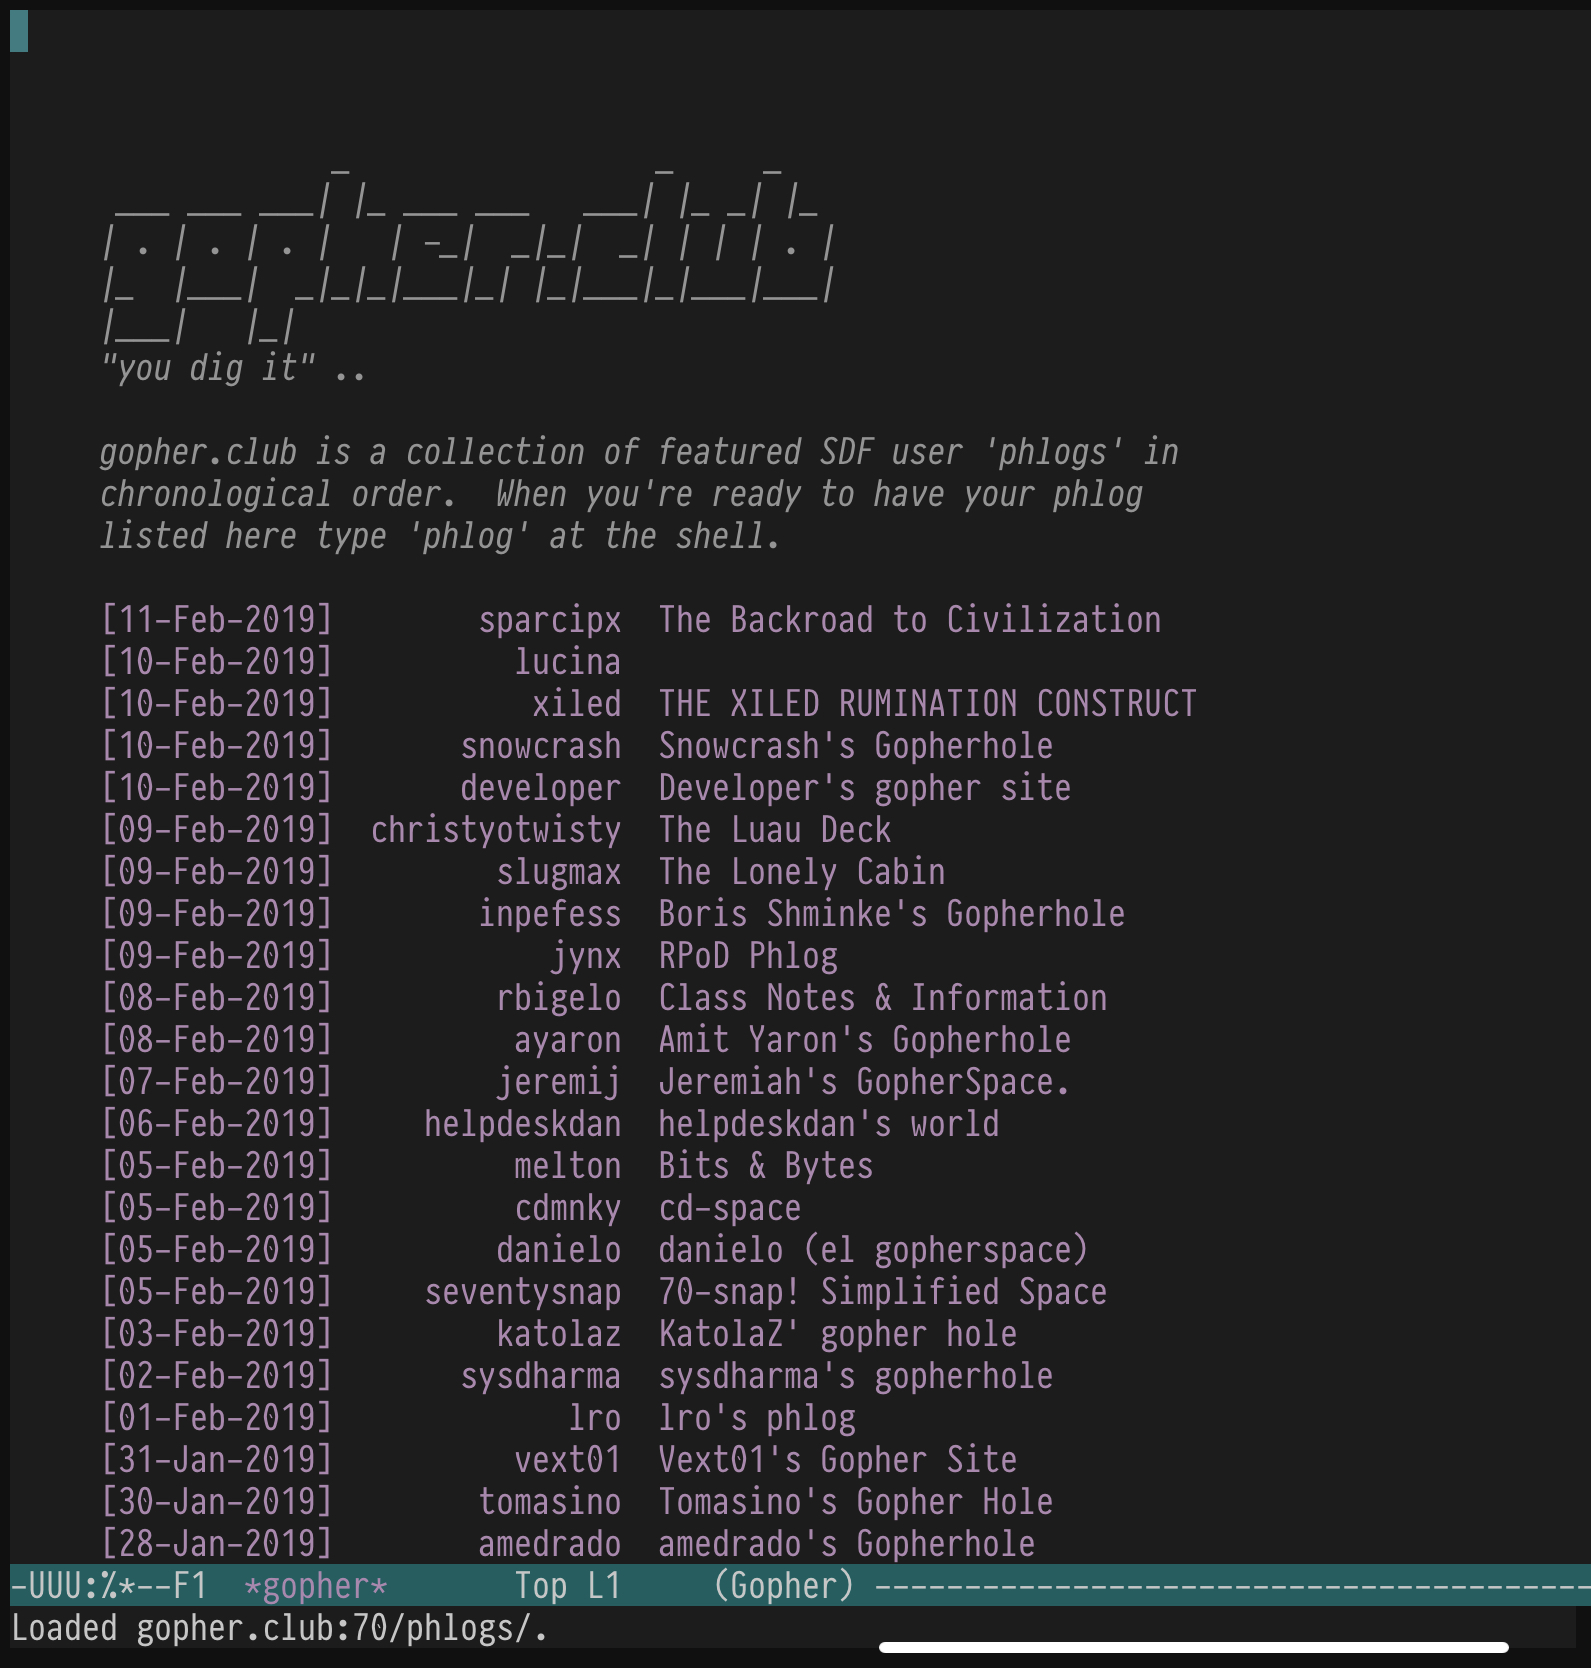 gopher.club
"you dig it" ..
gopher.club is a collection of featured SDF user 'phlogs' in
chronological order.  When you're ready to have your phlog
listed here type 'phlog' at the shell.
[11-Feb-2019]        sparcipx  The Backroad to Civilization
[10-Feb-2019]          lucina
[10-Feb-2019]           xiled  THE XILED RUMINATION CONSTRUCT
[10-Feb-2019]       snowcrash  Snowcrash's Gopherhole
[10-Feb-2019]       developer  Developer's gopher site
[09-Feb-2019]  christyotwisty  The Luau Deck
[09-Feb-2019]         slugmax  The Lonely Cabin
[09-Feb-2019]        inpefess  Boris Shminke's Gopherhole
[09-Feb-2019]            jynx  RPoD Phlog
[08-Feb-2019]         rbigelo  Class Notes & Information
[08-Feb-2019]          ayaron  Amit Yaron's Gopherhole
[07-Feb-2019]         jeremij  Jeremiah's GopherSpace.
[06-Feb-2019]     helpdeskdan  helpdeskdan's world
[05-Feb-2019]          melton  Bits & Bytes
[05-Feb-2019]          cdmnky  cd-space
[05-Feb-2019]         danielo  danielo (el gopherspace)
[05-Feb-2019]     seventysnap  70-snap! Simplified Space
[03-Feb-2019]         katolaz  KatolaZ' gopher hole
[02-Feb-2019]       sysdharma  sysdharma's gopherhole
[01-Feb-2019]             lro  lro's phlog
[31-Jan-2019]          vext01  Vext01's Gopher Site
[30-Jan-2019]        tomasino  Tomasino's Gopher Hole
[28-Jan-2019]        amedrado  amedrado's Gopherhole
-UUU:%*--F1  *gopher*       Top L1     (Gopher) ----------------------------------------
Loaded gopher.club:70/phlogs/.